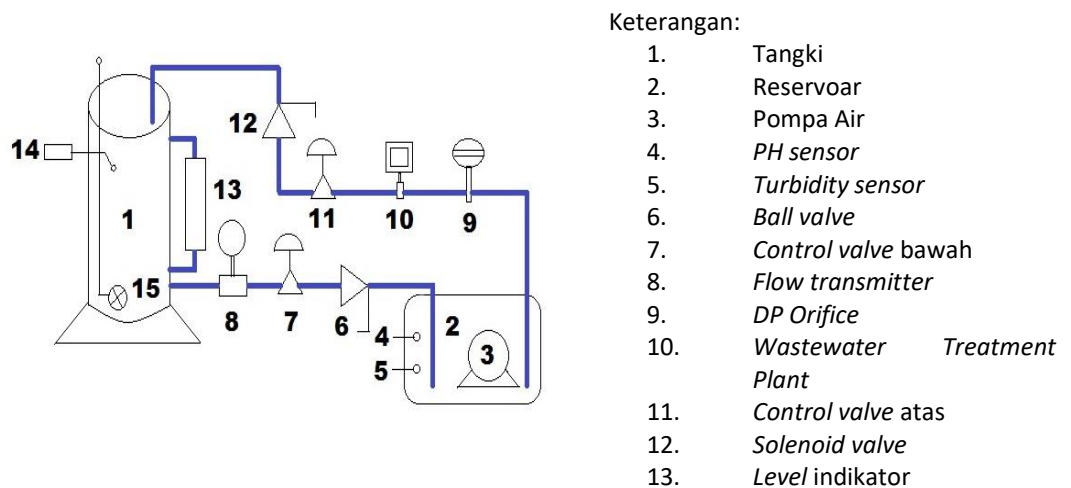 Keterangan:
1. Tangki
2. Reservoar
3. Pompa Air
4. PH sensor
5. Turbidity sensor
6. Ball valve
7. Control valve bawah
8. Flow transmitter
9. DP Orifice
10. Wastewater Treatment
Plant
11. Control valve atas
12. Solenoid valve
13. Level indikator
12
14
13
1
11
10
9
15
2
8
7
6
4
3
5